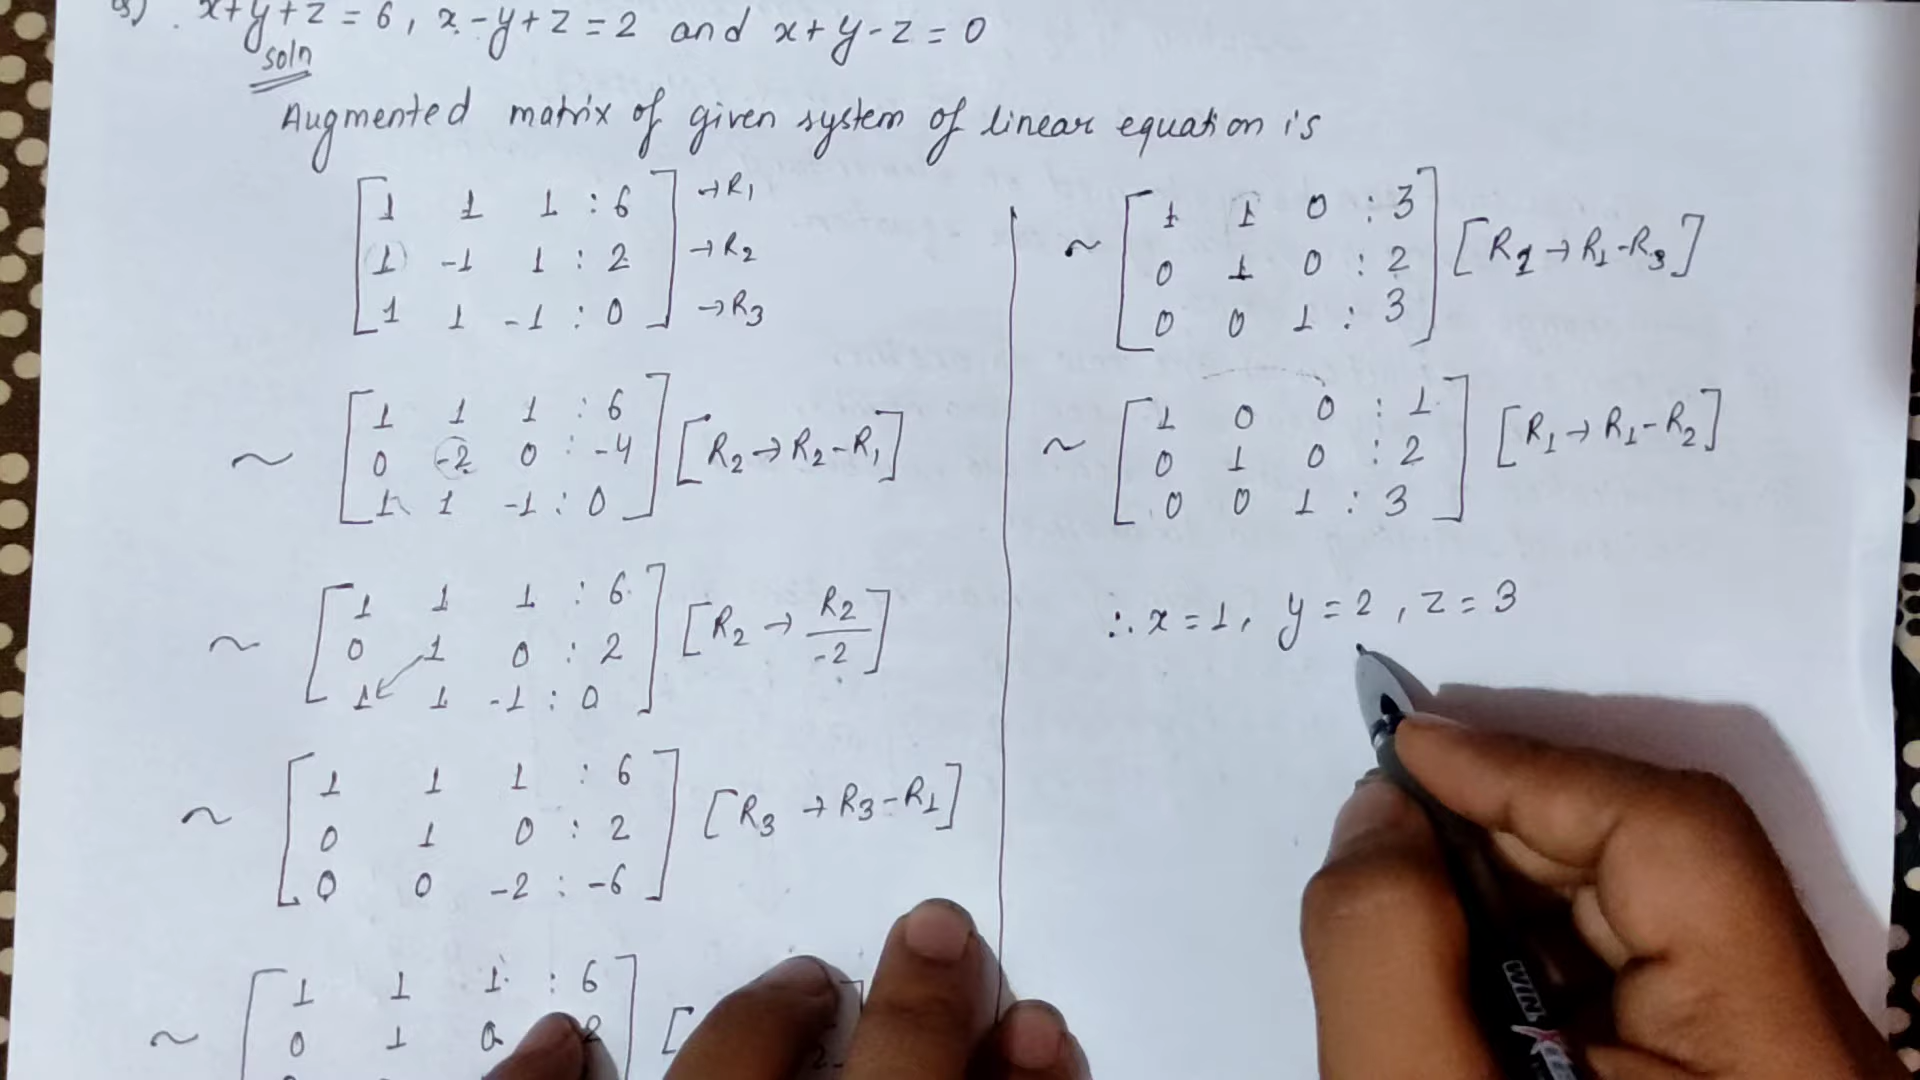 x+y+z = 6, x-y+z = 2 and x+y-z = 0
soln
Augmented matrix of given system of linear equation is
1 1 1 : 6 →R1
1 -1 1 : 2 →R2
1 1 -1 : 0 →R3
~ 1 1 1 : 6
0 -2 0 : -4 [R2→R2-R1]
1 1 -1 : 0
~ 1 1 1 : 6
0 1 0 : 2 [R2→R2/-2]
1 1 -1 : 0
~ 1 1 1 : 6
0 1 0 : 2 [R3→R3-R1]
0 0 -2 : -6
~ 1 1 1 : 6
0 1 0 2 [
~ 1 1 0 : 3
0 1 0 : 2 [R1→R1-R3]
0 0 1 : 3
~ 1 0 0 : 1
0 1 0 : 2 [R1→R1-R2]
0 0 1 : 3
∴ x=1, y=2, z=3
WIN